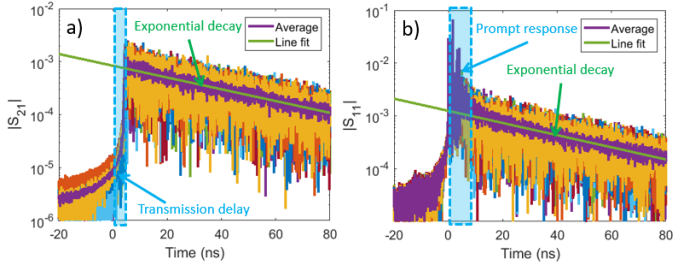 a)
Exponential decay
Average
Line fit
10^-2
10^-3
10^-4
10^-5
10^-6
|S_21|
Transmission delay
-20 0 20 40 60 80
Time (ns)
b)
Prompt response
Average
Line fit
Exponential decay
10^-1
10^-2
10^-3
10^-4
|S_11|
-20 0 20 40 60 80
Time (ns)